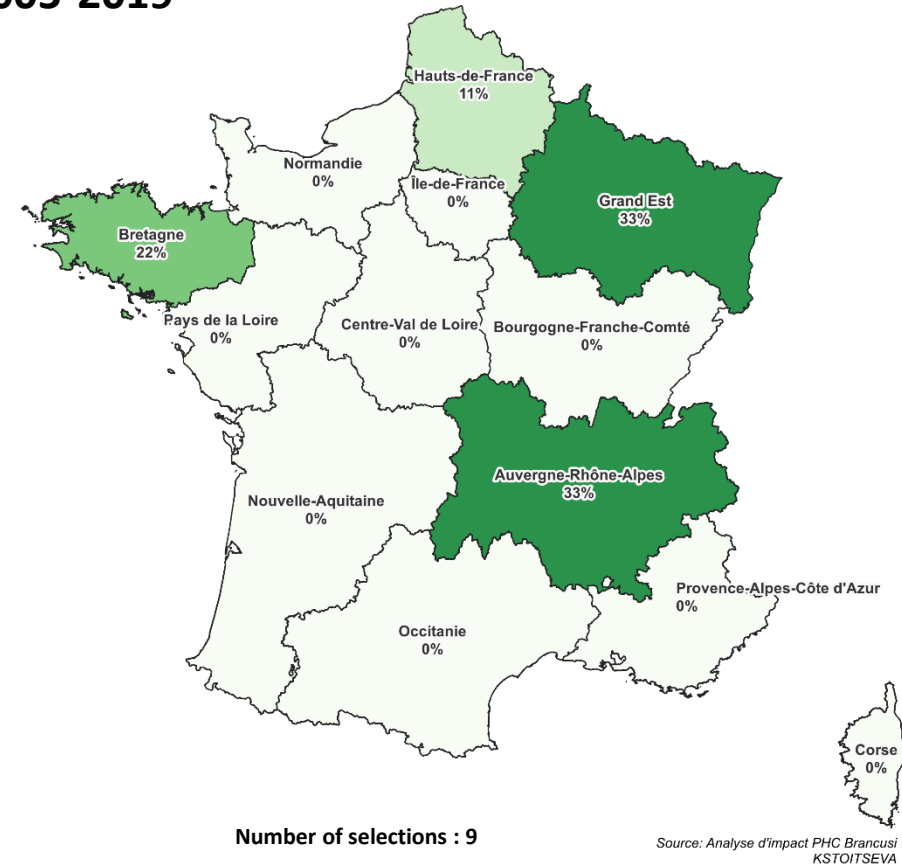 Hauts-de-France
11%
Normandie
0%
Île-de-France
0%
Grand Est
33%
Bretagne
22%
Pays de la Loire
0%
Centre-Val de Loire
0%
Bourgogne-Franche-Comté
0%
Auvergne-Rhône-Alpes
33%
Nouvelle-Aquitaine
0%
Provence-Alpes-Côte d'Azur
0%
Occitanie
0%
Corse
0%
Number of selections : 9
Source: Analyse d'impact PHC Brancusi
KSTOITSEVA